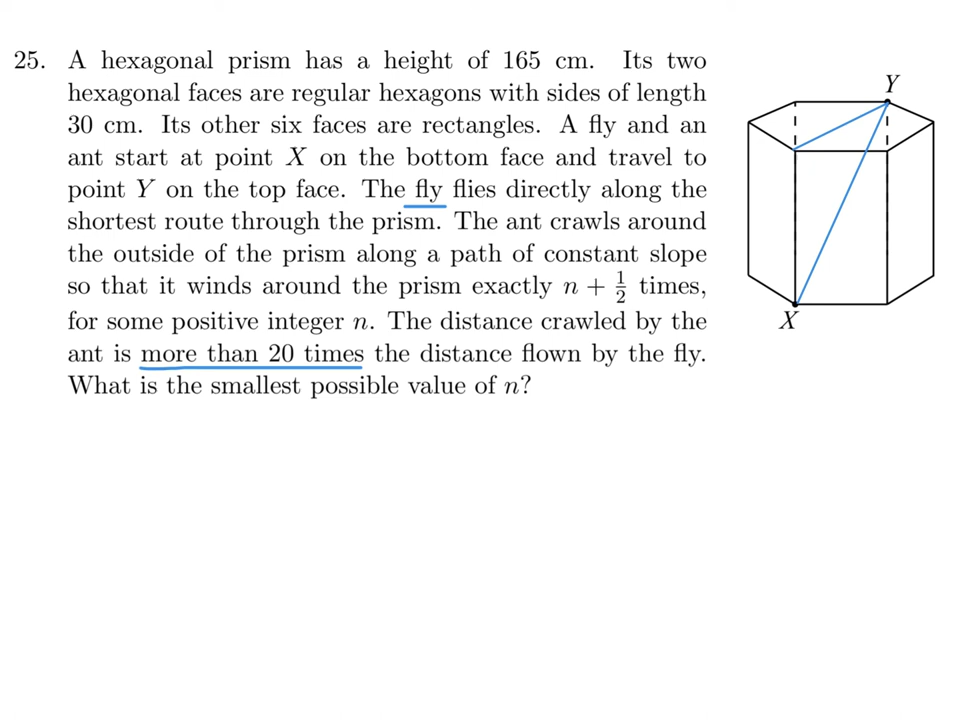 25. A hexagonal prism has a height of 165 cm. Its two
hexagonal faces are regular hexagons with sides of length
30 cm. Its other six faces are rectangles. A fly and an
ant start at point X on the bottom face and travel to
point Y on the top face. The fly flies directly along the
shortest route through the prism. The ant crawls around
the outside of the prism along a path of constant slope
so that it winds around the prism exactly n + 1/2 times,
for some positive integer n. The distance crawled by the
ant is more than 20 times the distance flown by the fly.
What is the smallest possible value of n?
Y
X